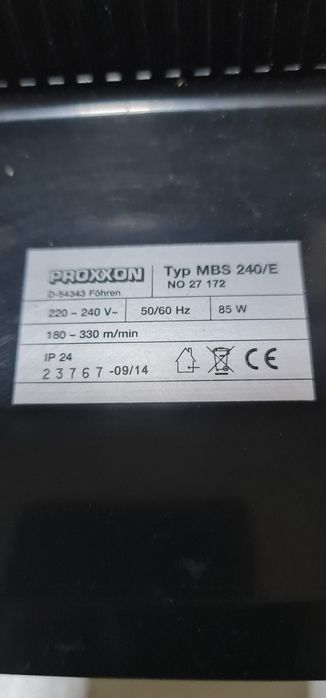 PROXXON Typ MBS 240/E
D-54343 Föhren NO 27 172
220 - 240 V~ 50/60 Hz 85 W
180 - 330 m/min
IP 24
23767-09/14 CE